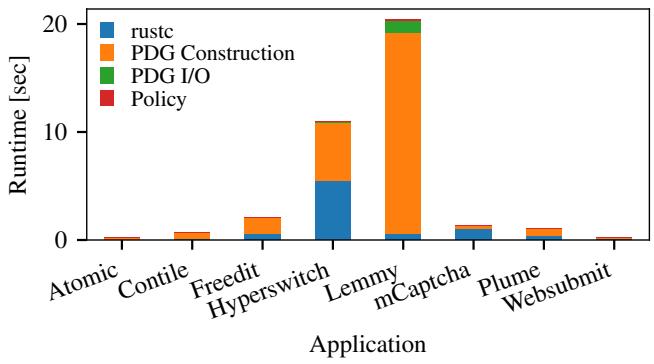 20
10
0
Runtime [sec]
rustc
PDG Construction
PDG I/O
Policy
Atomic
Contile
Freedit
Hyperswitch
Lemmy
mCaptcha
Plume
Websubmit
Application